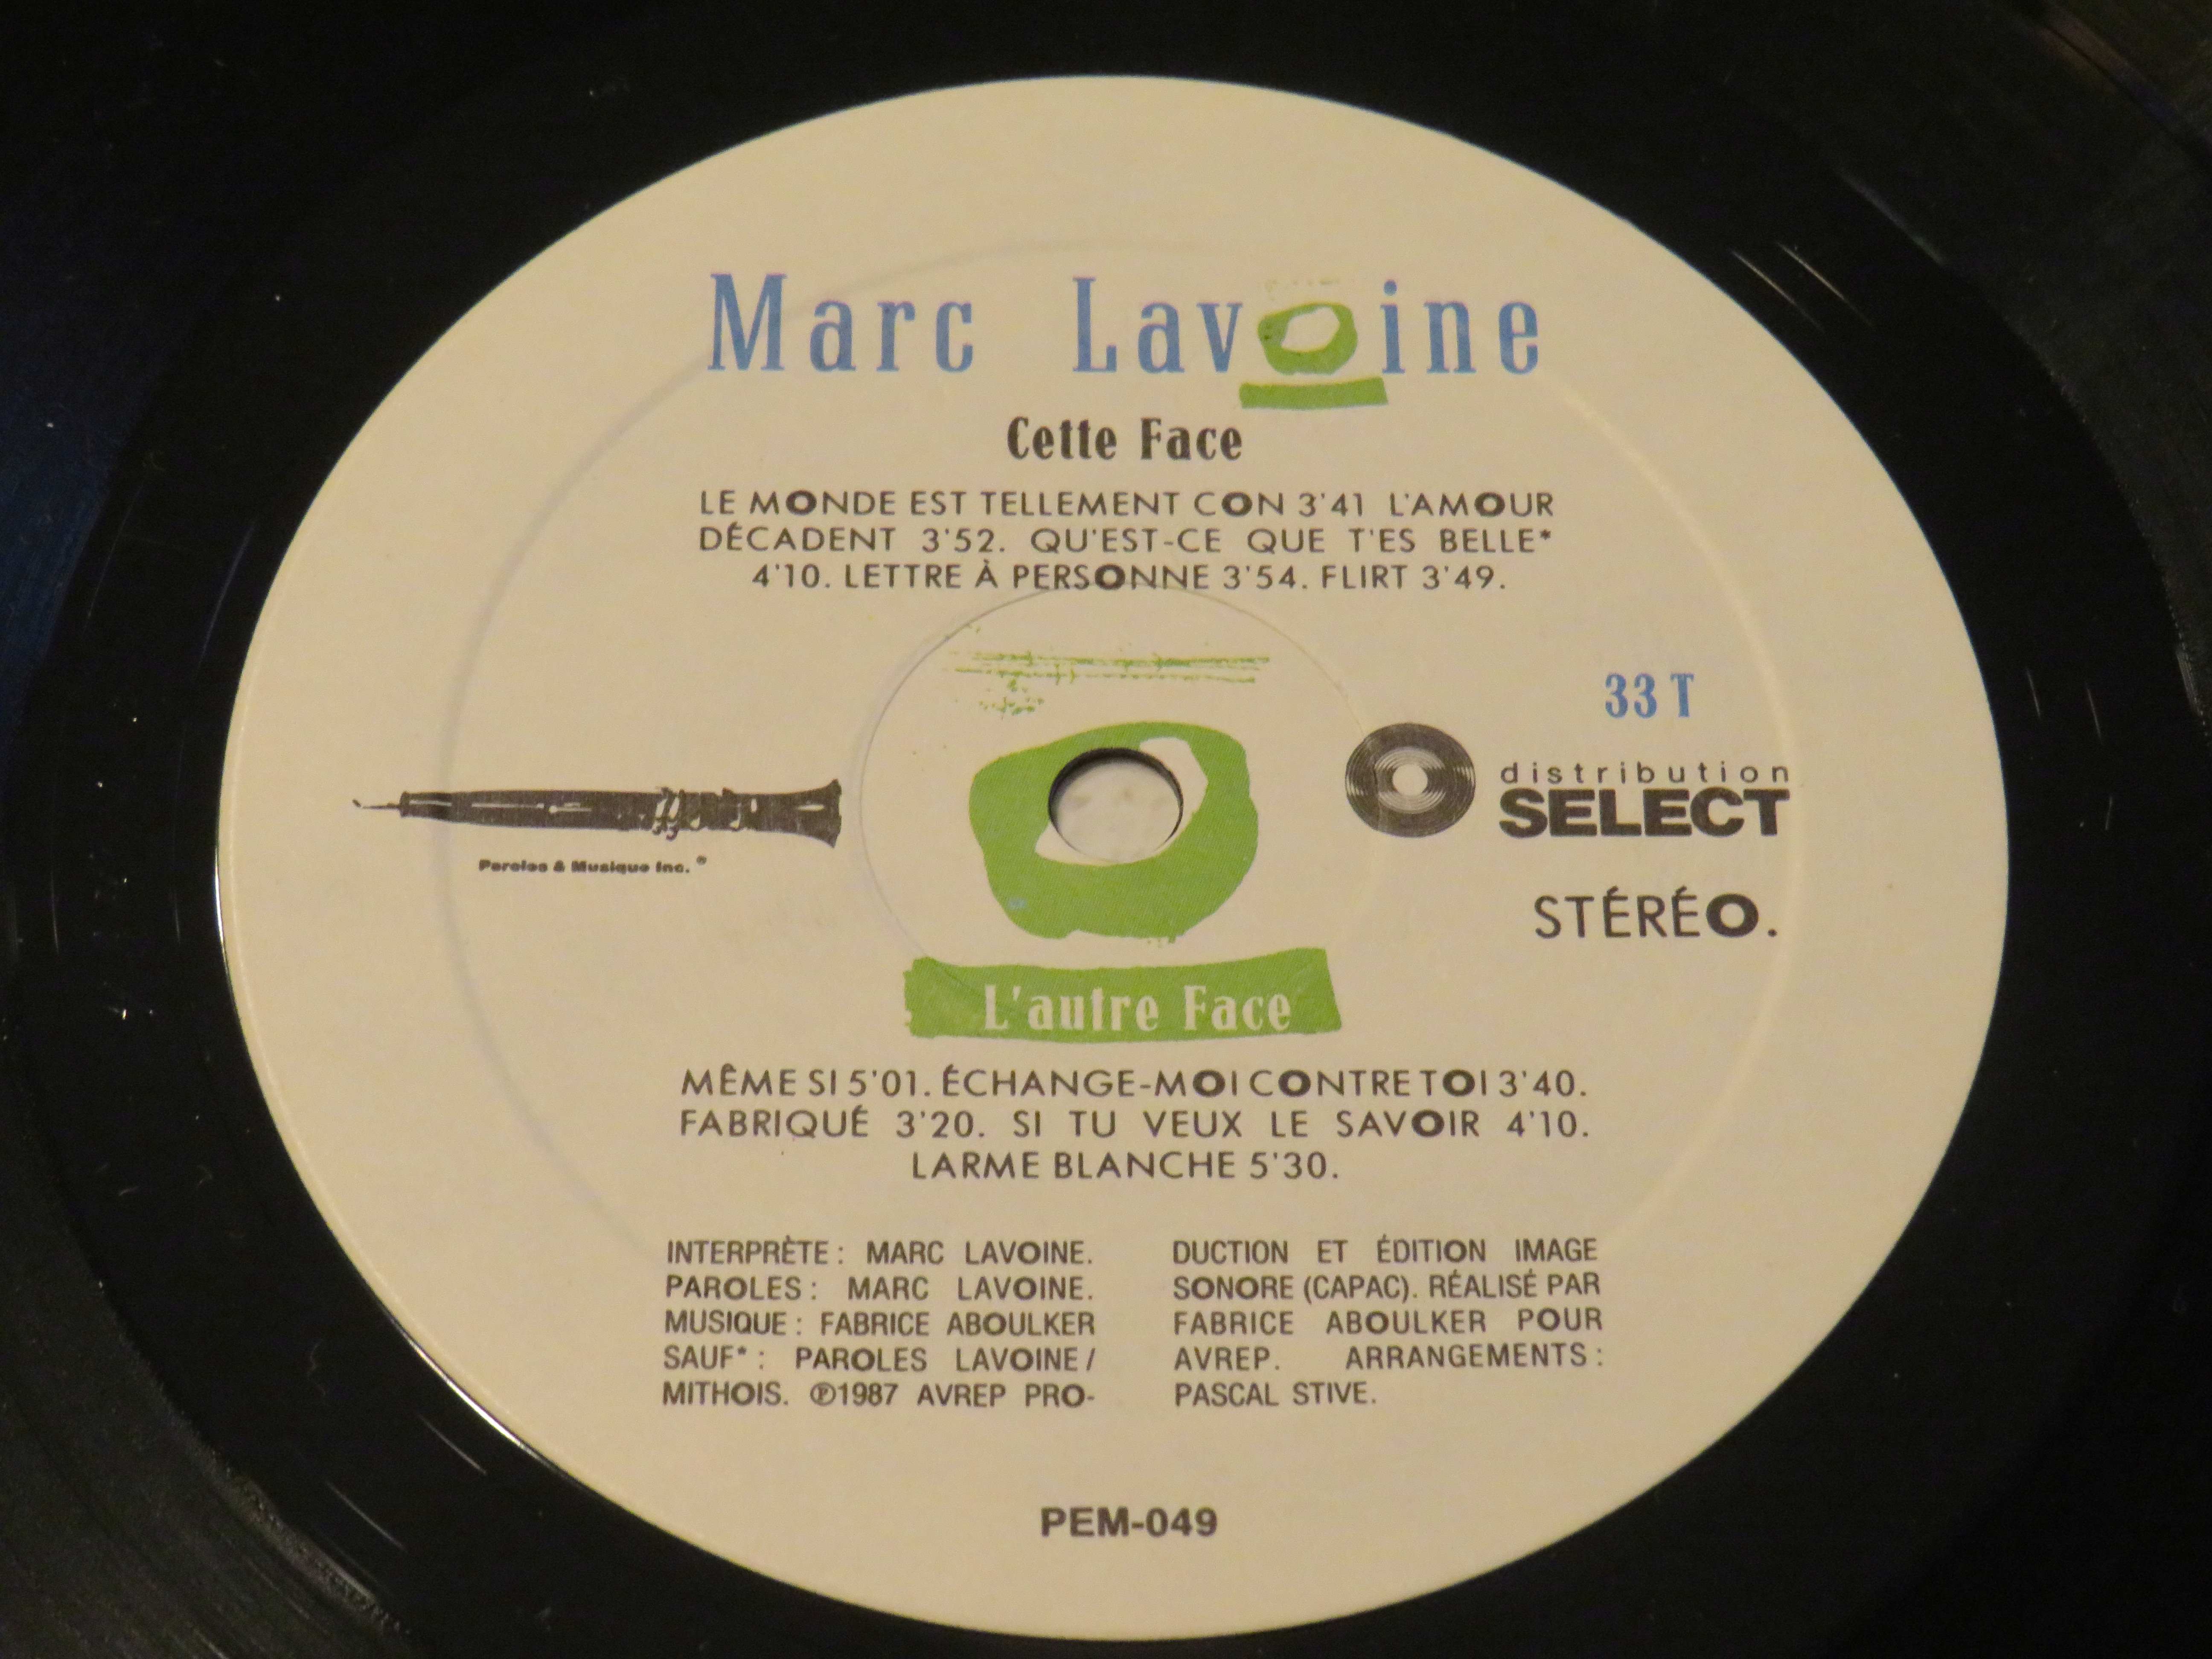 Marc Lavoine
Cette Face
LE MONDE EST TELLEMENT CON 3'41 L'AMOUR
DÉCADENT 3'52. QU'EST-CE QUE T'ES BELLE*
4'10. LETTRE À PERSONNE 3'54. FLIRT 3'49.
33 T
distribution
SELECT
Paroles & Musique Inc. ®
STÉRÉO.
L'autre Face
MÊME SI 5'01. ÉCHANGE-MOI CONTRE TOI 3'40.
FABRIQUÉ 3'20. SI TU VEUX LE SAVOIR 4'10.
LARME BLANCHE 5'30.
INTERPRÈTE : MARC LAVOINE.
PAROLES : MARC LAVOINE.
MUSIQUE : FABRICE ABOULKER
SAUF* : PAROLES LAVOINE /
MITHOIS. ℗1987 AVREP PRO-
DUCTION ET ÉDITION IMAGE
SONORE (CAPAC). RÉALISÉ PAR
FABRICE ABOULKER POUR
AVREP. ARRANGEMENTS :
PASCAL STIVE.
PEM-049